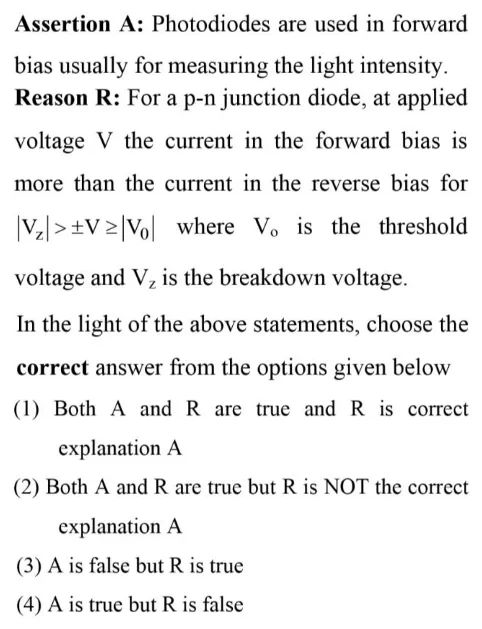 Assertion A: Photodiodes are used in forward
bias usually for measuring the light intensity.
Reason R: For a p-n junction diode, at applied
voltage V the current in the forward bias is
more than the current in the reverse bias for
|V_z| > ±V ≥ |V_0| where V_o is the threshold
voltage and V_z is the breakdown voltage.
In the light of the above statements, choose the
correct answer from the options given below
(1) Both A and R are true and R is correct
explanation A
(2) Both A and R are true but R is NOT the correct
explanation A
(3) A is false but R is true
(4) A is true but R is false